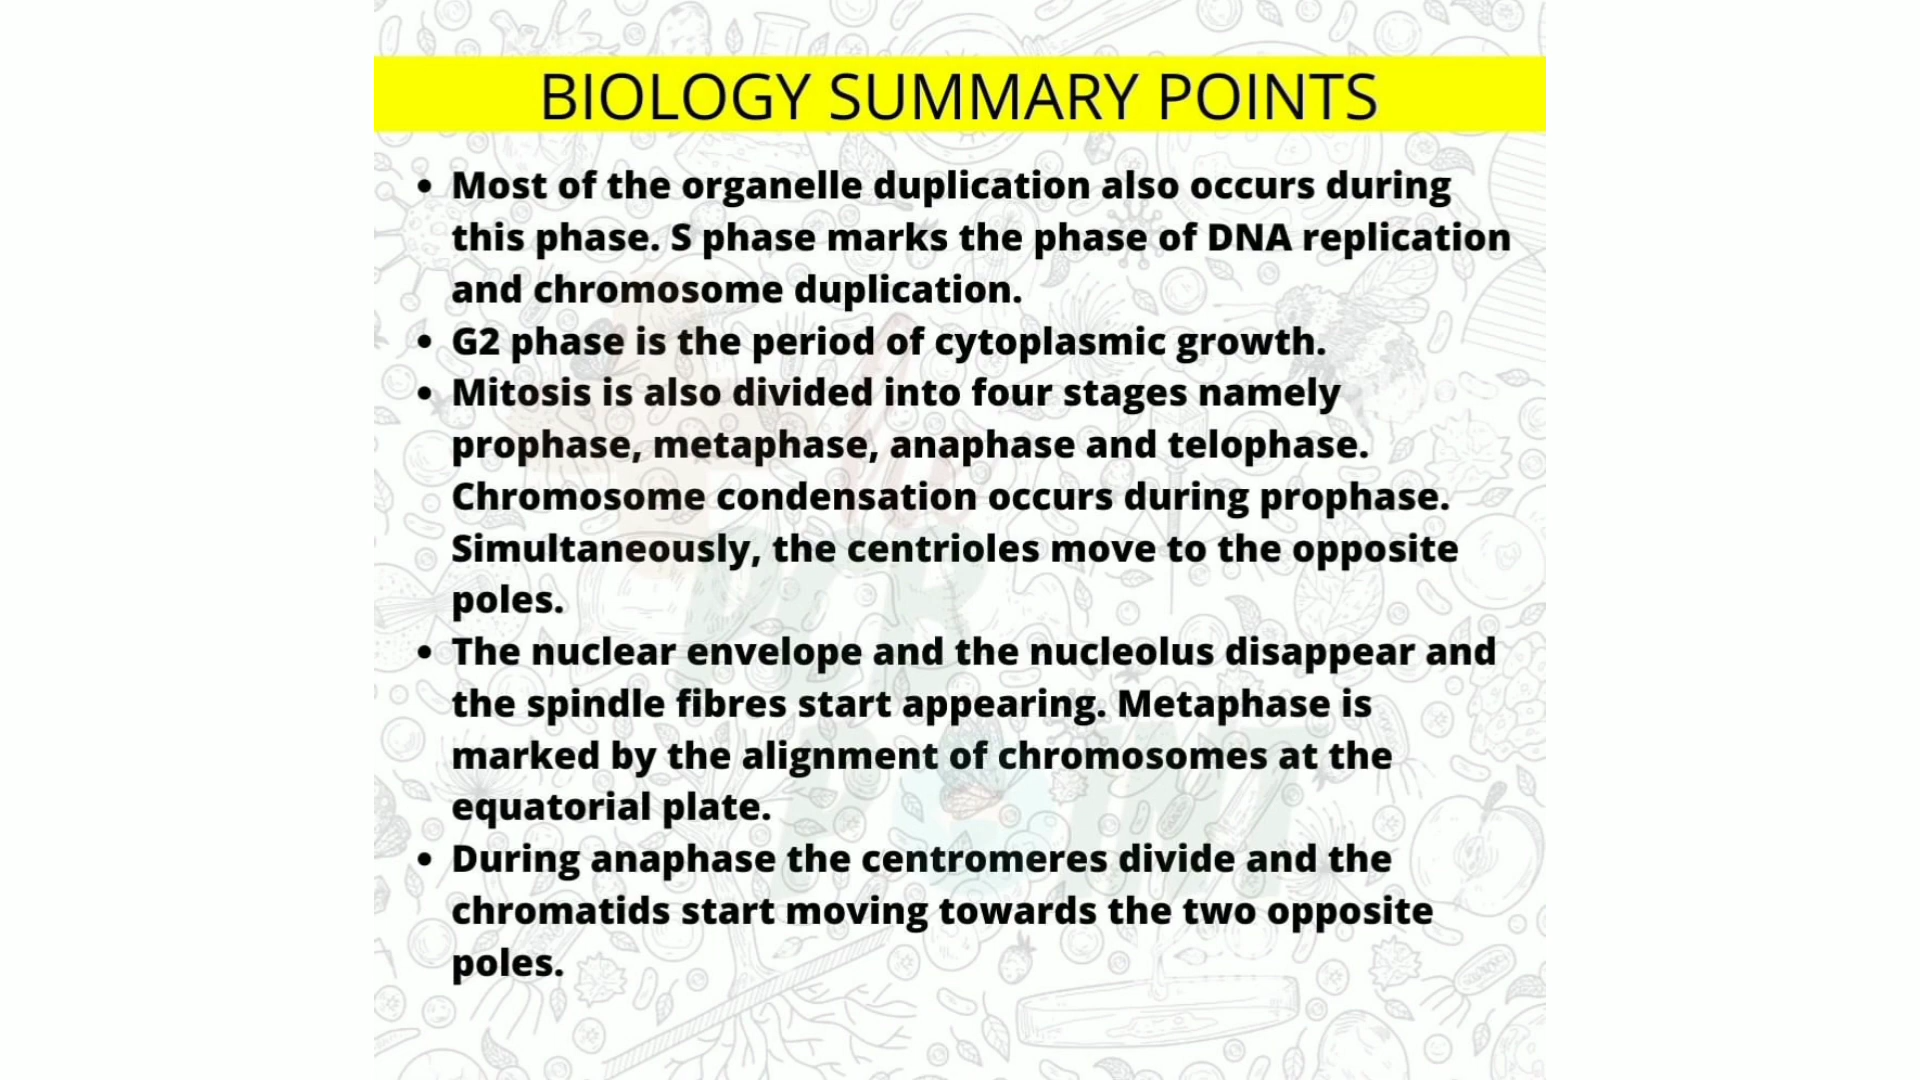 BIOLOGY SUMMARY POINTS
• Most of the organelle duplication also occurs during
this phase. S phase marks the phase of DNA replication
and chromosome duplication.
• G2 phase is the period of cytoplasmic growth.
• Mitosis is also divided into four stages namely
prophase, metaphase, anaphase and telophase.
Chromosome condensation occurs during prophase.
Simultaneously, the centrioles move to the opposite
poles.
• The nuclear envelope and the nucleolus disappear and
the spindle fibres start appearing. Metaphase is
marked by the alignment of chromosomes at the
equatorial plate.
• During anaphase the centromeres divide and the
chromatids start moving towards the two opposite
poles.